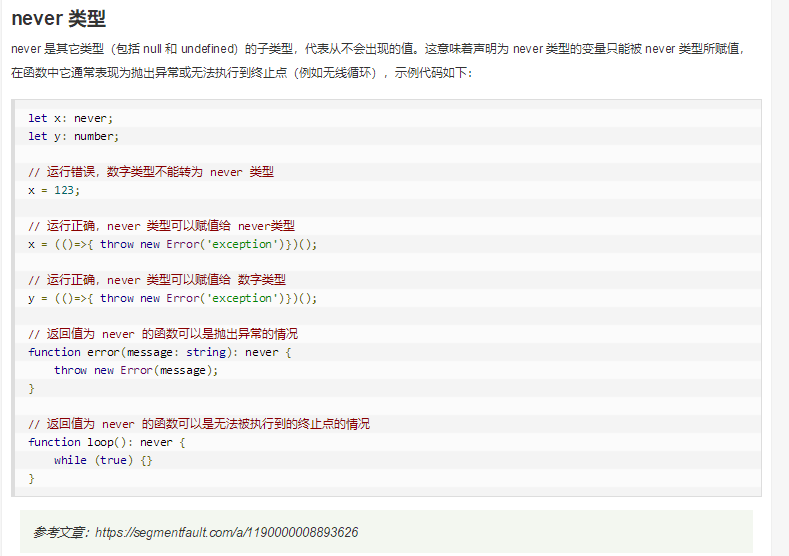 never 类型
never 是其它类型（包括 null 和 undefined）的子类型，代表从不会出现的值。这意味着声明为 never 类型的变量只能被 never 类型所赋值，
在函数中它通常表现为抛出异常或无法执行到终止点（例如无线循环），示例代码如下：
let x: never;
let y: number;
// 运行错误，数字类型不能转为 never 类型
x = 123;
// 运行正确，never 类型可以赋值给 never类型
x = (()=>{ throw new Error('exception')})();
// 运行正确，never 类型可以赋值给 数字类型
y = (()=>{ throw new Error('exception')})();
// 返回值为 never 的函数可以是抛出异常的情况
function error(message: string): never {
    throw new Error(message);
}
// 返回值为 never 的函数可以是无法被执行到的终止点的情况
function loop(): never {
    while (true) {}
}
参考文章：https://segmentfault.com/a/1190000008893626